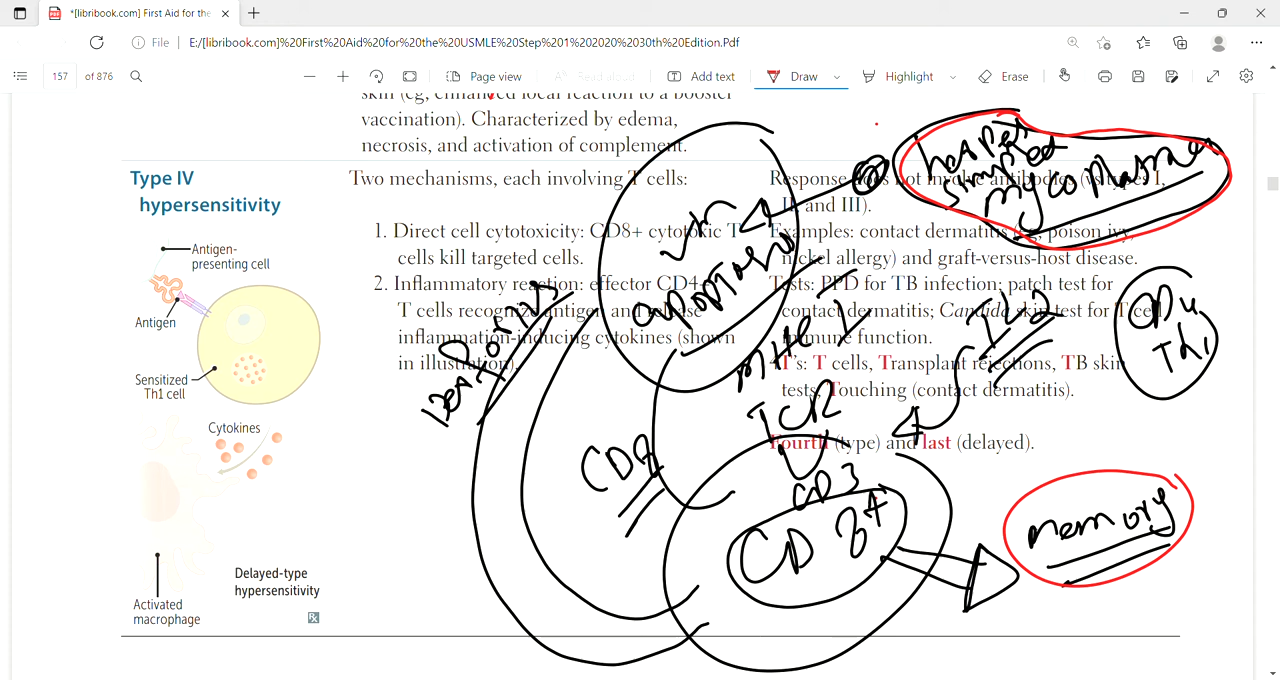 *[libribook.com] First Aid for the
File
E:/[libribook.com]%20First%20Aid%20for%20the%20USMLE%20Step%201%202020%2030th%20Edition.Pdf
157 of 876
Page view
Read aloud
Add text
Draw
Highlight
Erase
skin (eg, enhanced local reaction to a booster
vaccination). Characterized by edema,
necrosis, and activation of complement.
Type IV
hypersensitivity
Antigen-
presenting cell
Antigen
Sensitized
Th1 cell
Cytokines
Activated
macrophage
Delayed-type
hypersensitivity
Two mechanisms, each involving T cells:
1. Direct cell cytotoxicity: CD8+ cytotoxic T
cells kill targeted cells.
2. Inflammatory reaction: effector CD4+
T cells recognize antigen and release
inflammation-inducing cytokines (shown
in illustration).
Response does not involve antibodies (vs types I,
II, and III).
Examples: contact dermatitis (eg, poison ivy,
nickel allergy) and graft-versus-host disease.
Tests: PPD for TB infection; patch test for
contact dermatitis; Candida skin test for T cell
immune function.
4T's: T cells, Transplant rejections, TB skin
tests, Touching (contact dermatitis).
Fourth (type) and last (delayed).
simplex
mycoplasma
apoptosis
MHC I
TCR
CD3
CD 8+
IL 2
CD4
Th1
memory